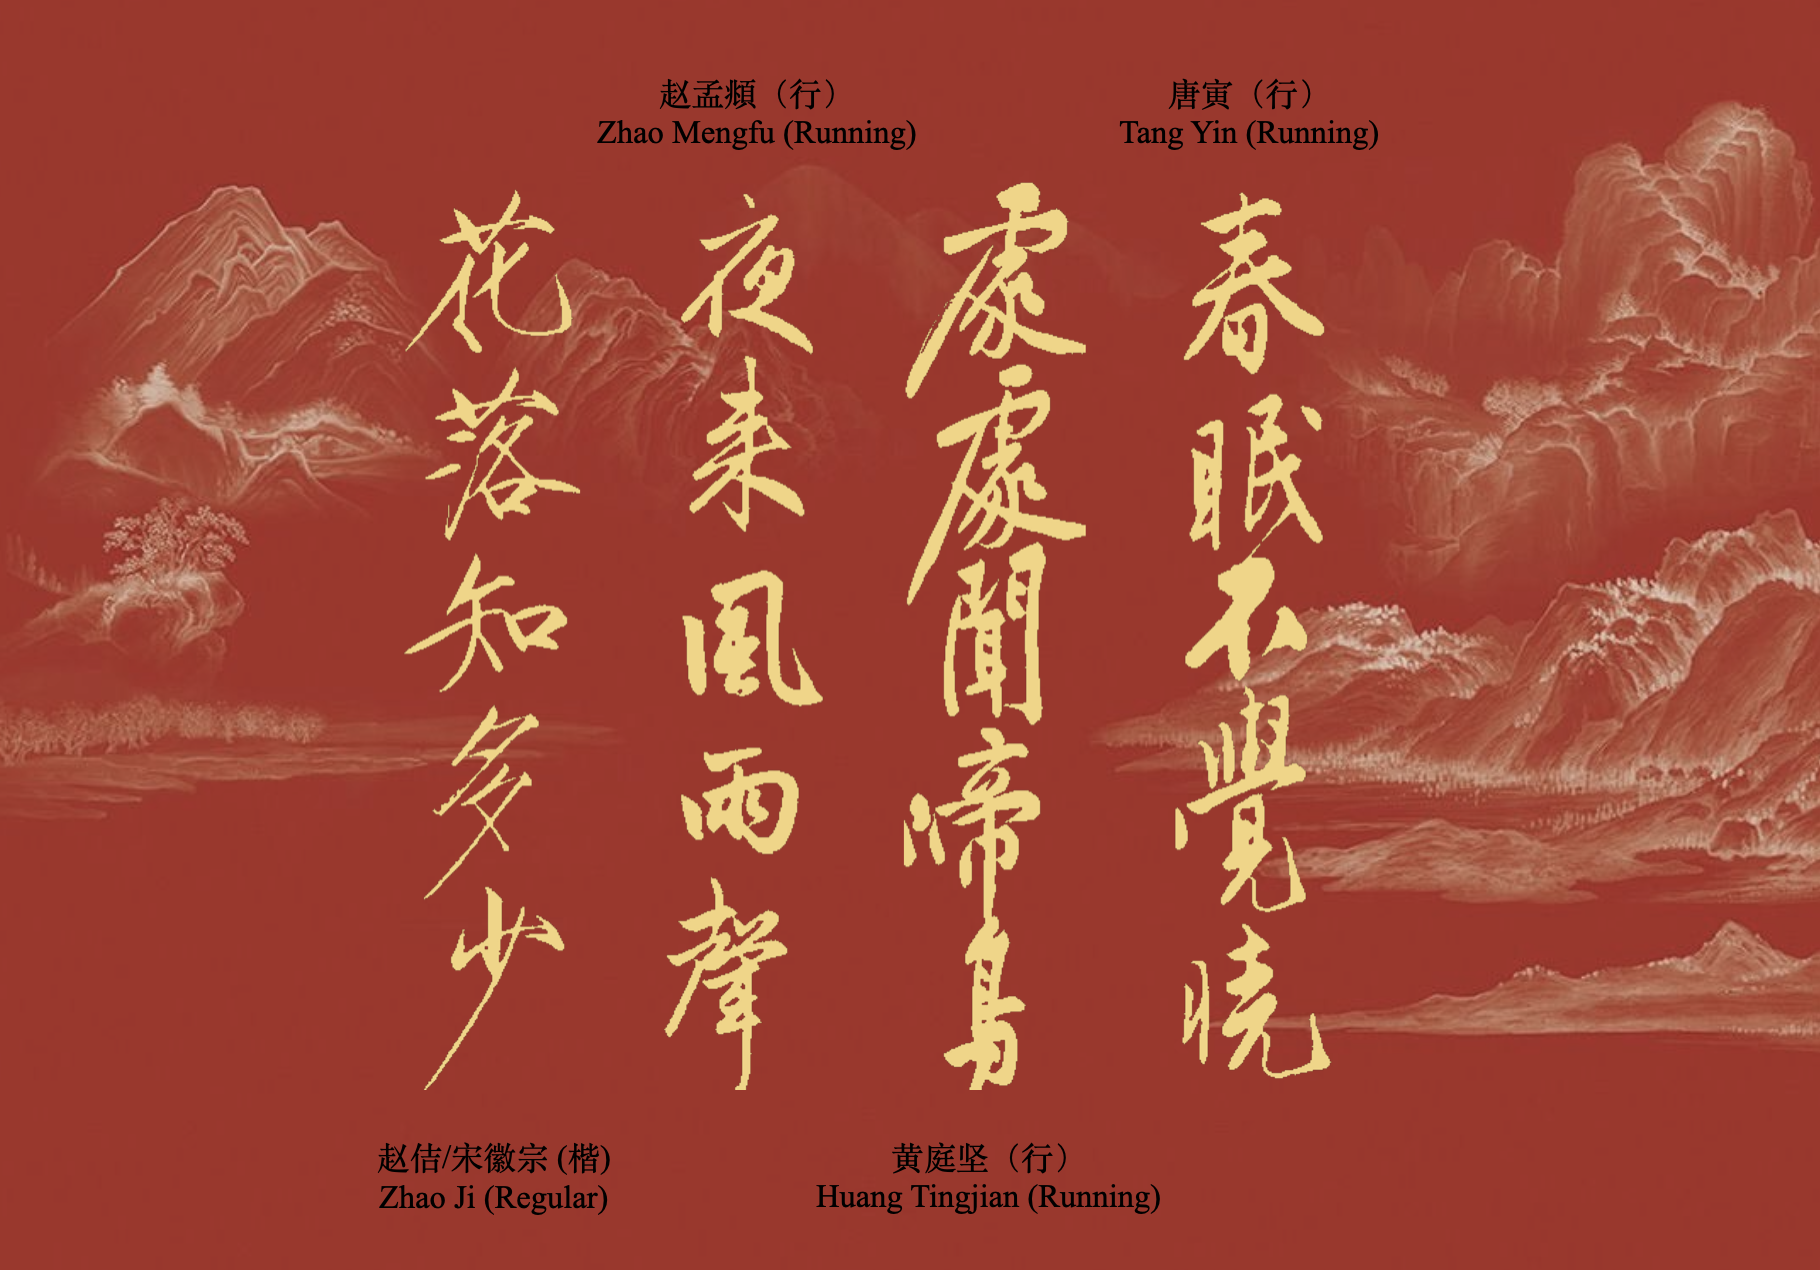 赵孟頫（行）
Zhao Mengfu (Running)
唐寅（行）
Tang Yin (Running)
春眠不覺曉
處處聞啼鳥
夜来風雨聲
花落知多少
赵佶/宋徽宗 (楷)
Zhao Ji (Regular)
黄庭坚（行）
Huang Tingjian (Running)